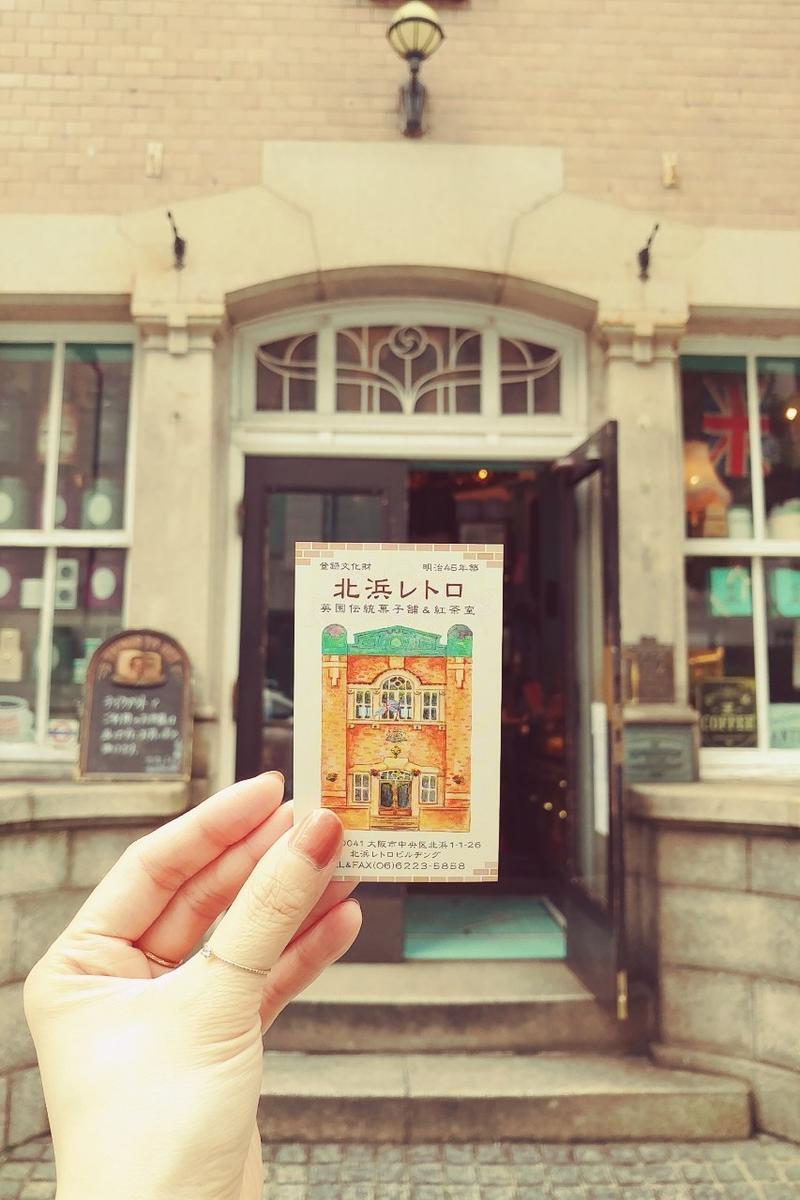 登録文化財 明治45年築
北浜レトロ
英国伝統菓子舗&紅茶室
0041 大阪市中央区北浜1-1-26
北浜レトロビルヂング
L&FAX(06)6223-5858
COFFEE